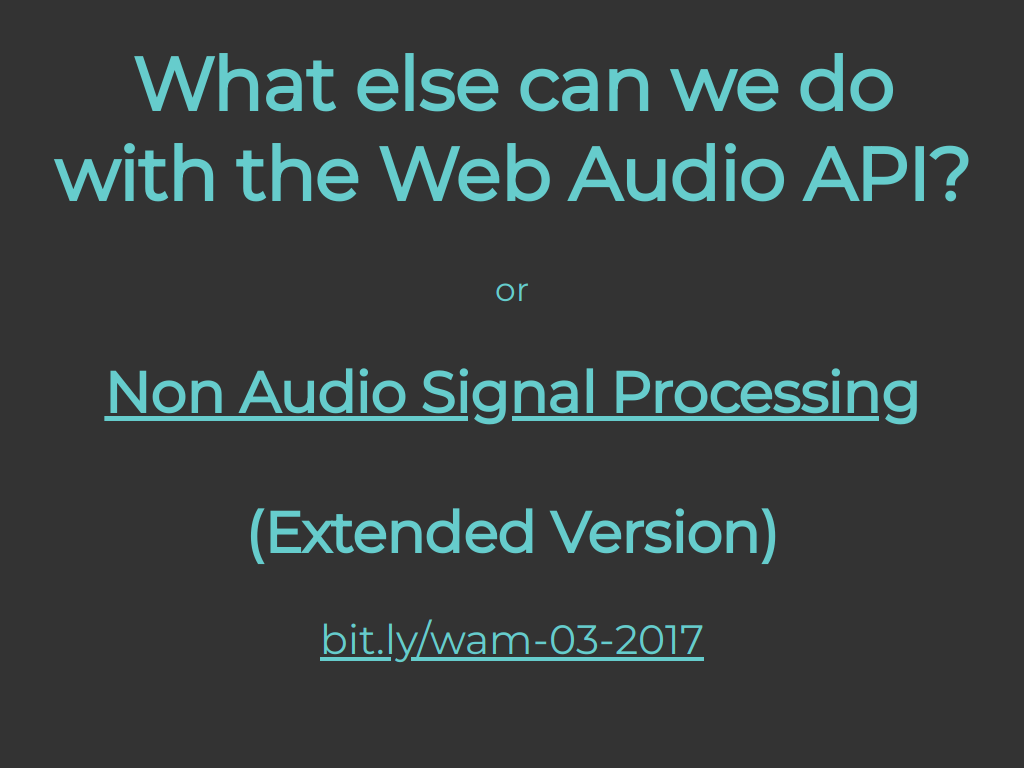 What else can we do
with the Web Audio API?
or
Non Audio Signal Processing
(Extended Version)
bit.ly/wam-03-2017